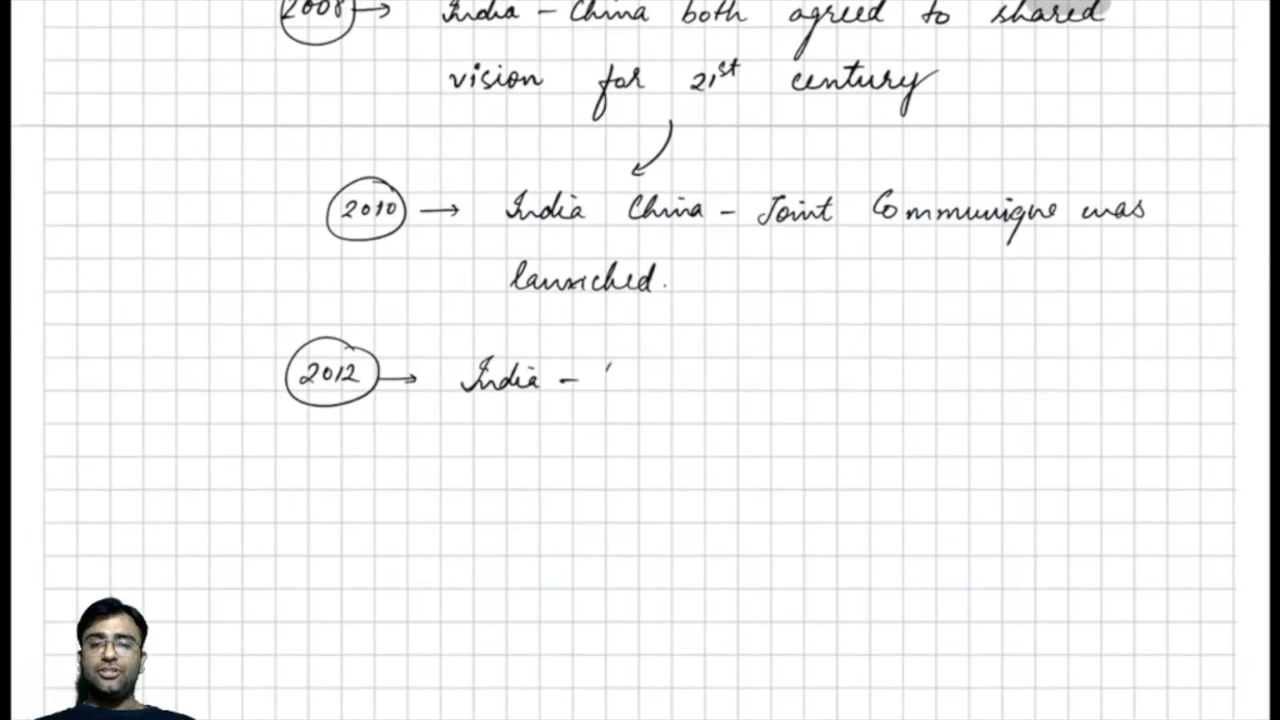 2008 → India - China both agreed to shared
vision for 21st century
2010 → India China - Joint Communique was
launched.
2012 → India -